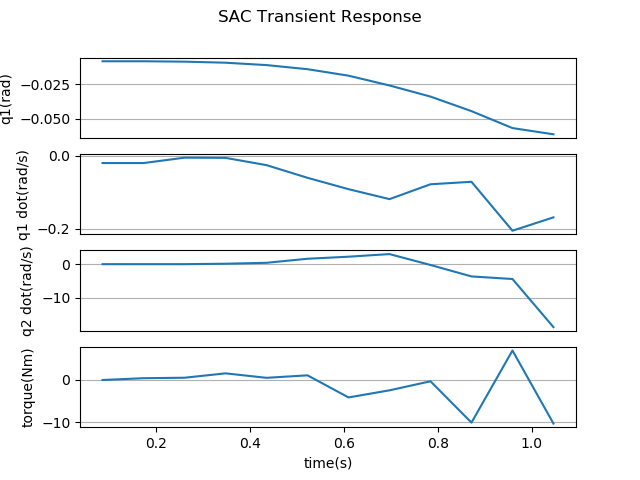 SAC Transient Response
q1(rad)
−0.025
−0.050
q1 dot(rad/s)
0.0
−0.2
q2 dot(rad/s)
0
−10
torque(Nm)
0
−10
0.2 0.4 0.6 0.8 1.0
time(s)